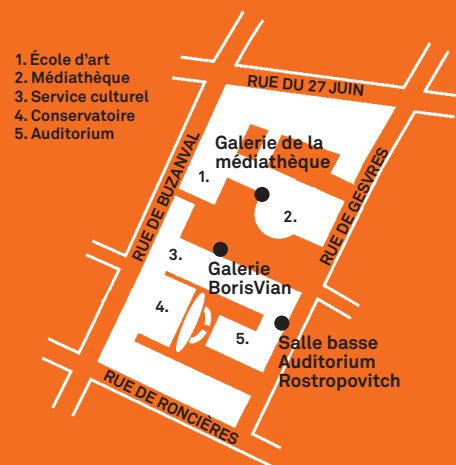 1. École d'art
2. Médiathèque
3. Service culturel
4. Conservatoire
5. Auditorium
RUE DU 27 JUIN
RUE DE BUZANVAL
RUE DE GESVRES
Galerie de la
médiathèque
1.
2.
3.
Galerie
BorisVian
4.
5.
Salle basse
Auditorium
Rostropovitch
RUE DE RONCIÈRES